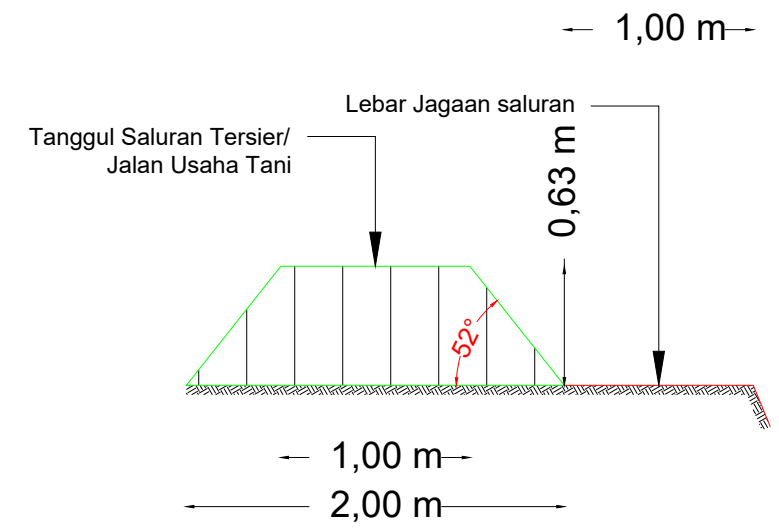 1,00 m
Lebar Jagaan saluran
Tanggul Saluran Tersier/
Jalan Usaha Tani
0,63 m
52°
1,00 m
2,00 m